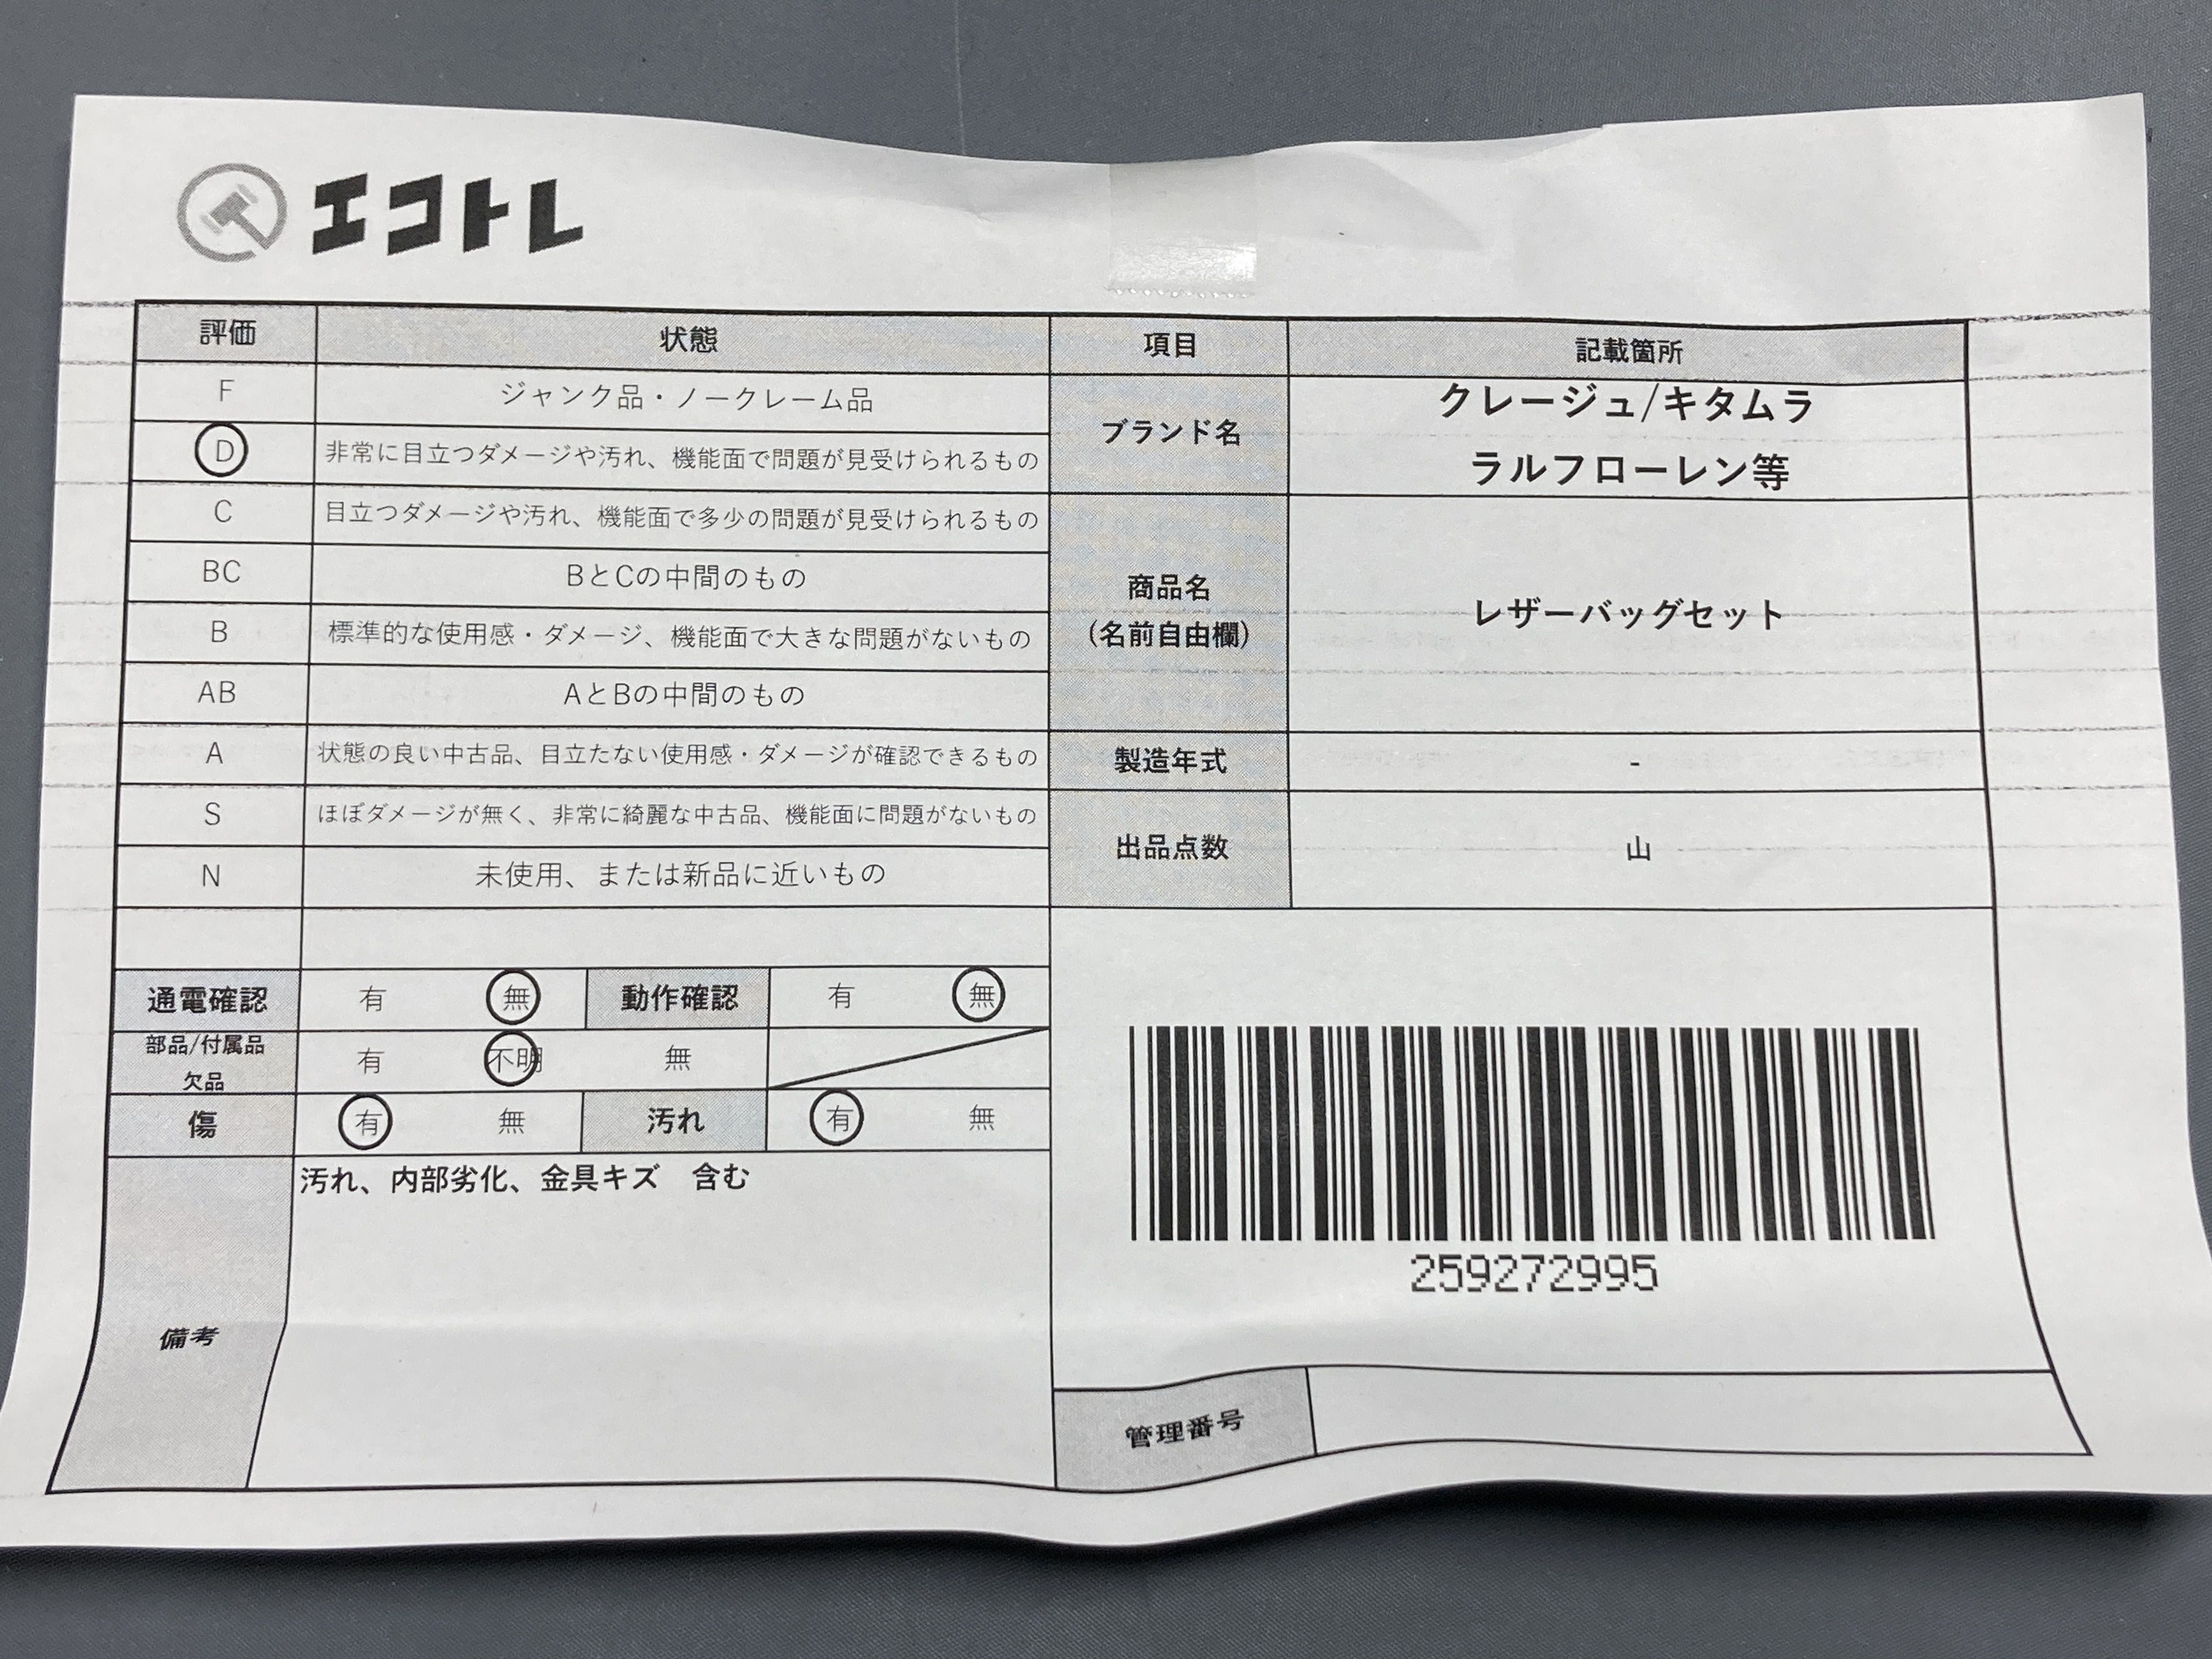 エコトレ
評価 状態 項目 記載箇所
F ジャンク品・ノークレーム品
D 非常に目立つダメージや汚れ、機能面で問題が見受けられるもの
C 目立つダメージや汚れ、機能面で多少の問題が見受けられるもの
BC BとCの中間のもの
B 標準的な使用感・ダメージ、機能面で大きな問題がないもの
AB AとBの中間のもの
A 状態の良い中古品、目立たない使用感・ダメージが確認できるもの
S ほぼダメージが無く、非常に綺麗な中古品、機能面に問題がないもの
N 未使用、または新品に近いもの
ブランド名
クレージュ/キタムラ
ラルフローレン等
商品名
(名前自由欄)
レザーバッグセット
製造年式 -
出品点数 山
通電確認 有 無 動作確認 有 無
部品/付属品
欠品
有 不明 無
傷 有 無 汚れ 有 無
備考
汚れ、内部劣化、金具キズ 含む
259272995
管理番号